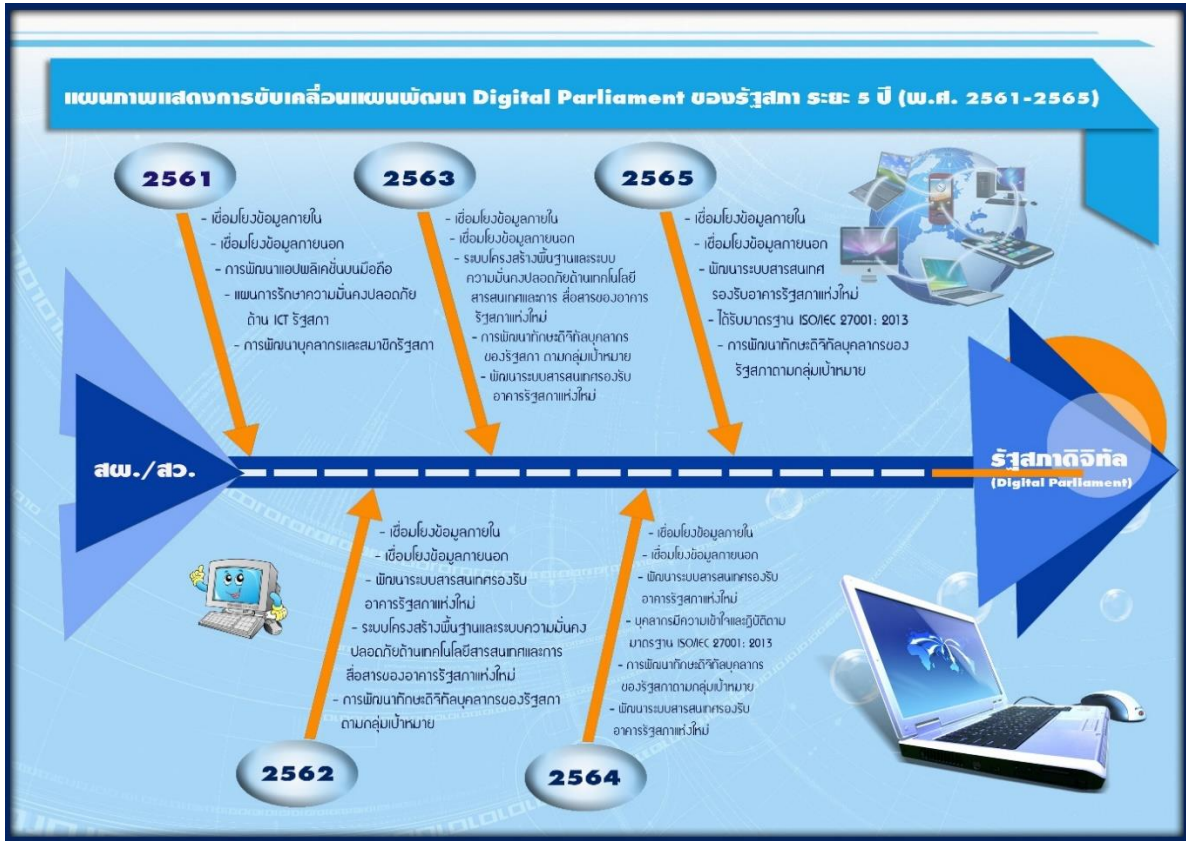 แผนภาพแสดงการขับเคลื่อนแผนพัฒนา Digital Parliament ของรัฐสภา ระยะ 5 ปี (พ.ศ. 2561-2565)
2561
- เชื่อมโยงข้อมูลภายใน
- เชื่อมโยงข้อมูลภายนอก
- การพัฒนาแอปพลิเคชั่นบนมือถือ
- แผนการรักษาความมั่นคงปลอดภัย
ด้าน ICT รัฐสภา
- การพัฒนาบุคลากรและสมาชิกรัฐสภา
2563
- เชื่อมโยงข้อมูลภายใน
- เชื่อมโยงข้อมูลภายนอก
- ระบบโครงสร้างพื้นฐานและระบบ
ความมั่นคงปลอดภัยด้านเทคโนโลยี
สารสนเทศและการ สื่อสารของอาคาร
รัฐสภาแห่งใหม่
- การพัฒนาทักษะดิจิทัลบุคลากร
ของรัฐสภา ตามกลุ่มเป้าหมาย
- พัฒนาระบบสารสนเทศรองรับ
อาคารรัฐสภาแห่งใหม่
2565
- เชื่อมโยงข้อมูลภายใน
- เชื่อมโยงข้อมูลภายนอก
- พัฒนาระบบสารสนเทศ
รองรับอาคารรัฐสภาแห่งใหม่
- ได้รับมาตรฐาน ISO/IEC 27001: 2013
- การพัฒนาทักษะดิจิทัลบุคลากรของ
รัฐสภาตามกลุ่มเป้าหมาย
สผ./สว.
รัฐสภาดิจิทัล
(Digital Parliament)
- เชื่อมโยงข้อมูลภายใน
- เชื่อมโยงข้อมูลภายนอก
- พัฒนาระบบสารสนเทศรองรับ
อาคารรัฐสภาแห่งใหม่
- ระบบโครงสร้างพื้นฐานและระบบความมั่นคง
ปลอดภัยด้านเทคโนโลยีสารสนเทศและการ
สื่อสารของอาคารรัฐสภาแห่งใหม่
- การพัฒนาทักษะดิจิทัลบุคลากรของรัฐสภา
ตามกลุ่มเป้าหมาย
2562
- เชื่อมโยงข้อมูลภายใน
- เชื่อมโยงข้อมูลภายนอก
- พัฒนาระบบสารสนเทศรองรับ
อาคารรัฐสภาแห่งใหม่
- บุคลากรมีความเข้าใจและฏิบัติตาม
มาตรฐาน ISO/IEC 27001: 2013
- การพัฒนาทักษะดิจิทัลบุคลากร
ของรัฐสภาตามกลุ่มเป้าหมาย
- พัฒนาระบบสารสนเทศรองรับ
อาคารรัฐสภาแห่งใหม่
2564